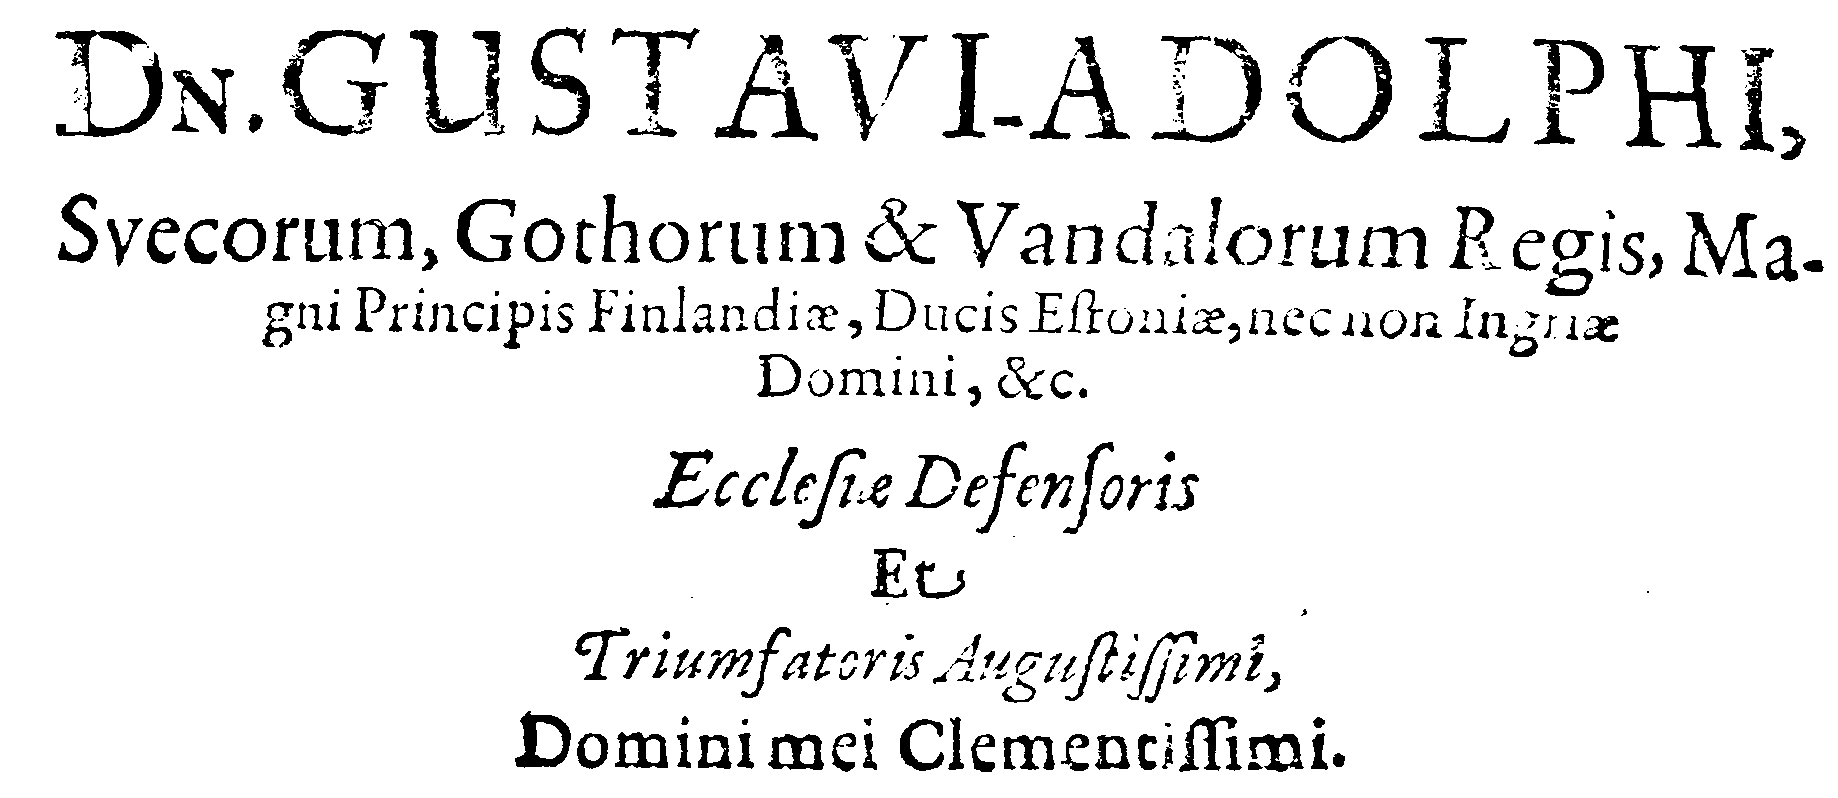 DN. GUSTAVI-ADOLPHI,
Svecorum, Gothorum & Vandalorum Regis, Ma-
gni Principis Finlandiæ, Ducis Eſtoniæ, nec non Ingriæ
Domini, &c.
Eccleſiæ Defenſoris
Et
Triumfatoris Auguſtiſſimi,
Domini mei Clementiſſimi.